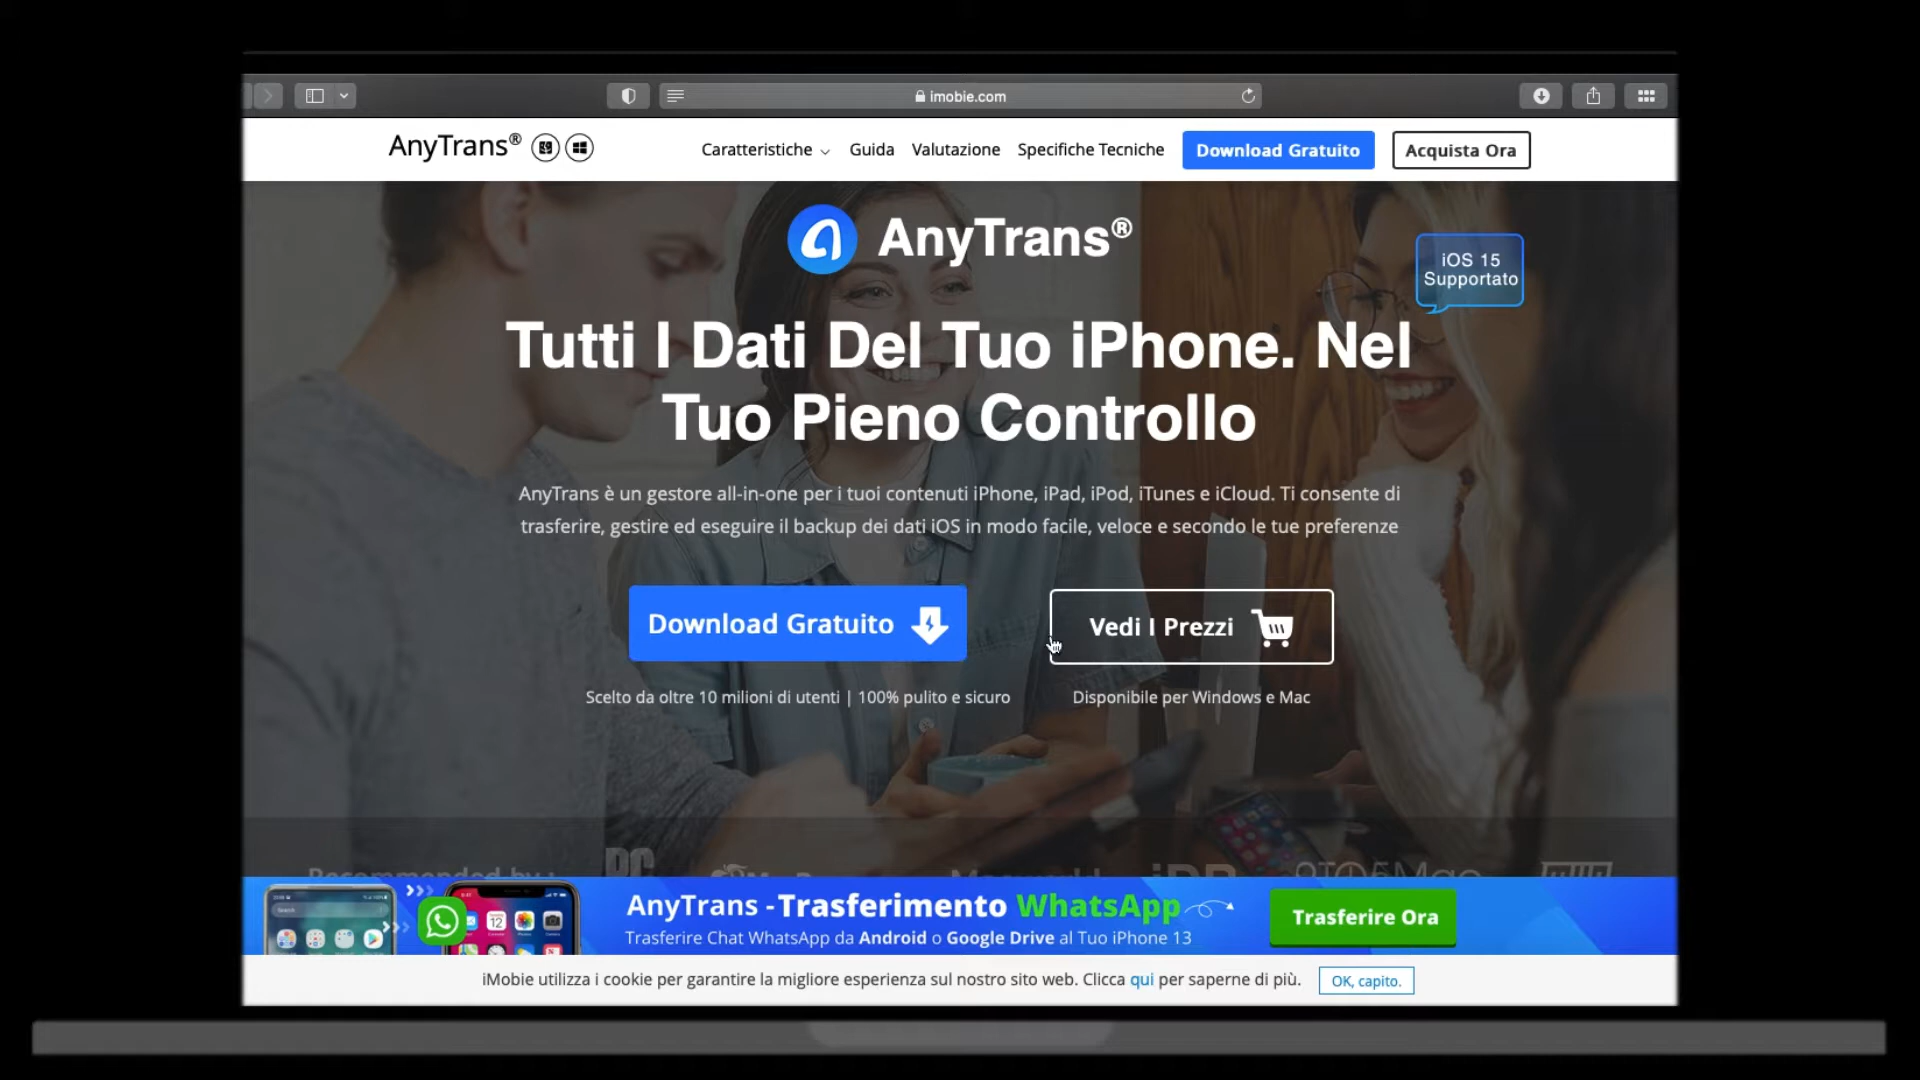 imobie.com
AnyTrans®
Caratteristiche
Guida
Valutazione
Specifiche Tecniche
Download Gratuito
Acquista Ora
AnyTrans®
iOS 15
Supportato
Tutti I Dati Del Tuo iPhone. Nel
Tuo Pieno Controllo
AnyTrans è un gestore all-in-one per i tuoi contenuti iPhone, iPad, iPod, iTunes e iCloud. Ti consente di
trasferire, gestire ed eseguire il backup dei dati iOS in modo facile, veloce e secondo le tue preferenze
Download Gratuito
Vedi I Prezzi
Scelto da oltre 10 milioni di utenti | 100% pulito e sicuro
Disponibile per Windows e Mac
Recommended by :
AnyTrans - Trasferimento WhatsApp
Trasferire Chat WhatsApp da Android o Google Drive al Tuo iPhone 13
Trasferire Ora
iMobie utilizza i cookie per garantire la migliore esperienza sul nostro sito web. Clicca qui per saperne di più.
OK, capito.